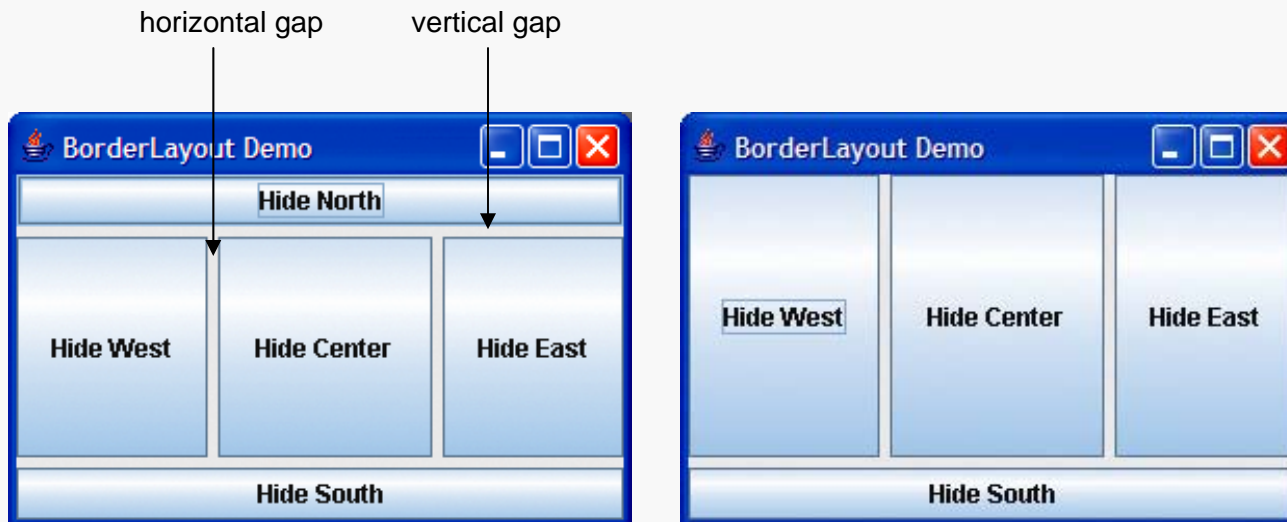 horizontal gap vertical gap
BorderLayout Demo
Hide North
Hide West Hide Center Hide East
Hide South
BorderLayout Demo
Hide West Hide Center Hide East
Hide South